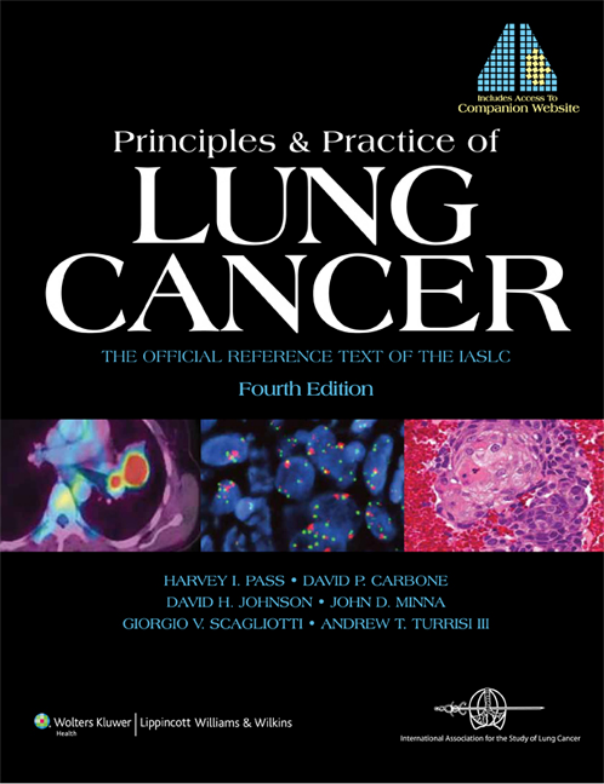 Includes Access To
Companion Website
Principles & Practice of
LUNG
CANCER
THE OFFICIAL REFERENCE TEXT OF THE IASLC
Fourth Edition
HARVEY I. PASS • DAVID P. CARBONE
DAVID H. JOHNSON • JOHN D. MINNA
GIORGIO V. SCAGLIOTTI • ANDREW T. TURRISI III
Wolters Kluwer | Lippincott Williams & Wilkins
Health
International Association for the Study of Lung Cancer